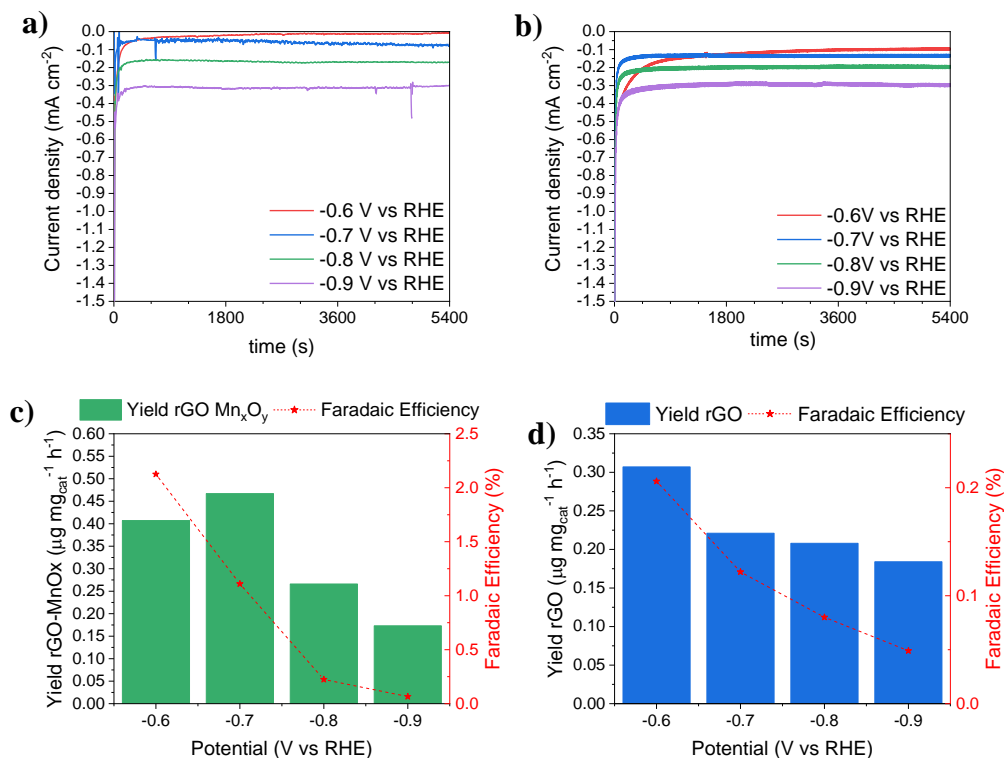 a)
0.0
-0.1
-0.2
-0.3
-0.4
-0.5
-0.6
-0.7
-0.8
-0.9
-1.0
-1.1
-1.2
-1.3
-1.4
-1.5
Current density (mA cm-2)
-0.6 V vs RHE
-0.7 V vs RHE
-0.8 V vs RHE
-0.9 V vs RHE
0 1800 3600 5400
time (s)
b)
0.0
-0.1
-0.2
-0.3
-0.4
-0.5
-0.6
-0.7
-0.8
-0.9
-1.0
-1.1
-1.2
-1.3
-1.4
-1.5
Current density (mA cm-2)
-0.6V vs RHE
-0.7V vs RHE
-0.8V vs RHE
-0.9V vs RHE
0 1800 3600 5400
time (s)
c)
Yield rGO MnxOy Faradaic Efficiency
0.60
0.55
0.50
0.45
0.40
0.35
0.30
0.25
0.20
0.15
0.10
0.05
0.00
Yield rGO-MnOx (μg mgcat-1 h-1)
2.5
2.0
1.5
1.0
0.5
0.0
Faradaic Efficiency (%)
-0.6 -0.7 -0.8 -0.9
Potential (V vs RHE)
d)
Yield rGO Faradaic Efficiency
0.35
0.30
0.25
0.20
0.15
0.10
0.05
0.00
Yield rGO (μg mgcat-1 h-1)
0.2
0.1
0.0
Faradaic Efficiency (%)
-0.6 -0.7 -0.8 -0.9
Potential (V vs RHE)